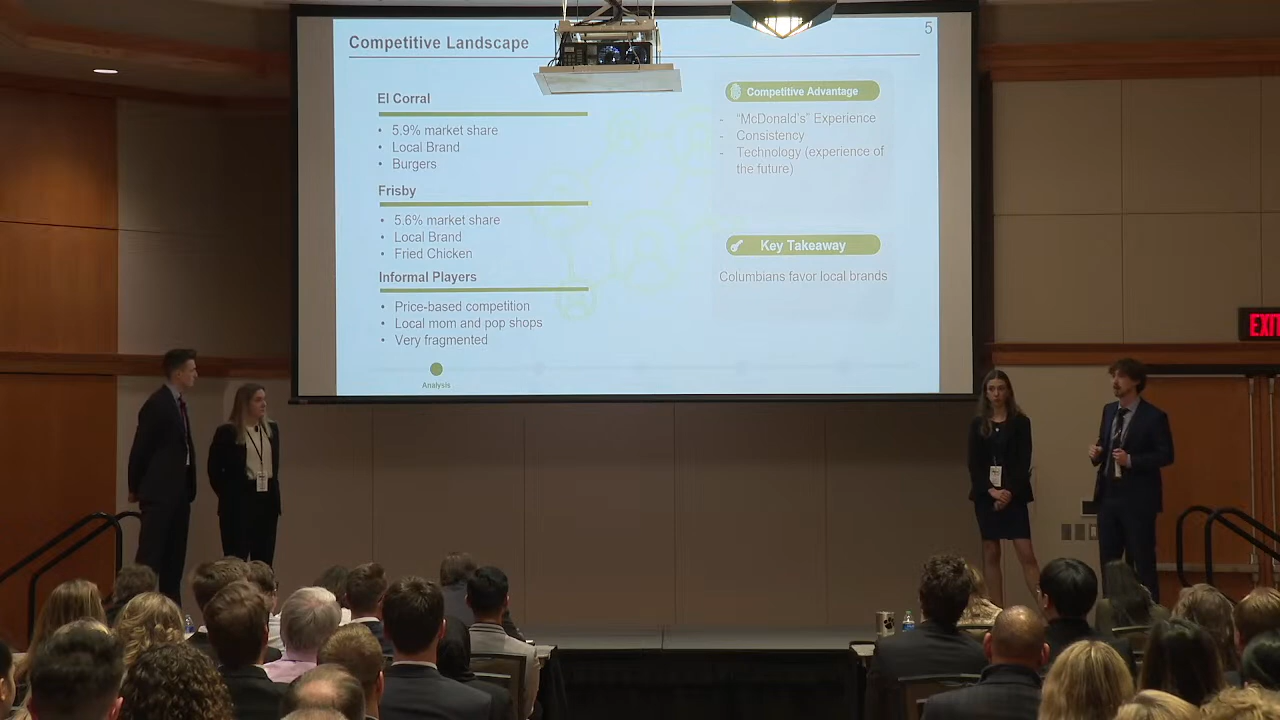 Competitive Landscape
5
El Corral
• 5.9% market share
• Local Brand
• Burgers
Frisby
• 5.6% market share
• Local Brand
• Fried Chicken
Informal Players
• Price-based competition
• Local mom and pop shops
• Very fragmented
Competitive Advantage
- “McDonald’s” Experience
- Consistency
- Technology (experience of
the future)
Key Takeaway
Columbians favor local brands
Analysis
EXIT